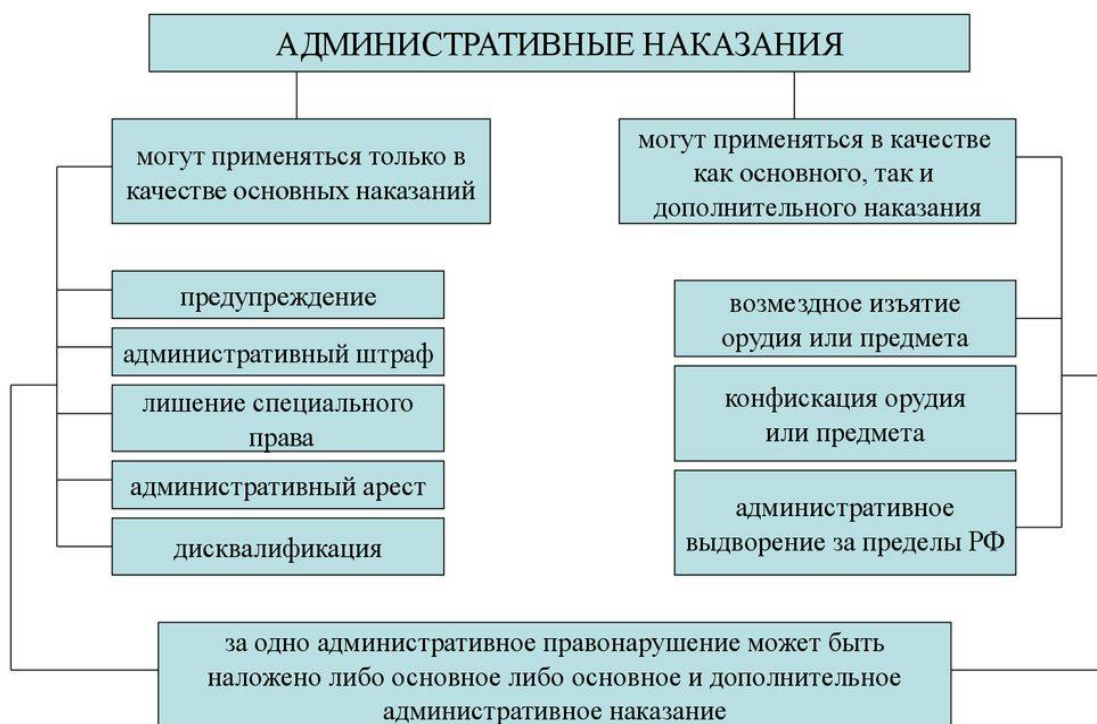 АДМИНИСТРАТИВНЫЕ НАКАЗАНИЯ
могут применяться только в
качестве основных наказаний
предупреждение
административный штраф
лишение специального
права
административный арест
дисквалификация
могут применяться в качестве
как основного, так и
дополнительного наказания
возмездное изъятие
орудия или предмета
конфискация орудия
или предмета
административное
выдворение за пределы РФ
за одно административное правонарушение может быть
наложено либо основное либо основное и дополнительное
административное наказание